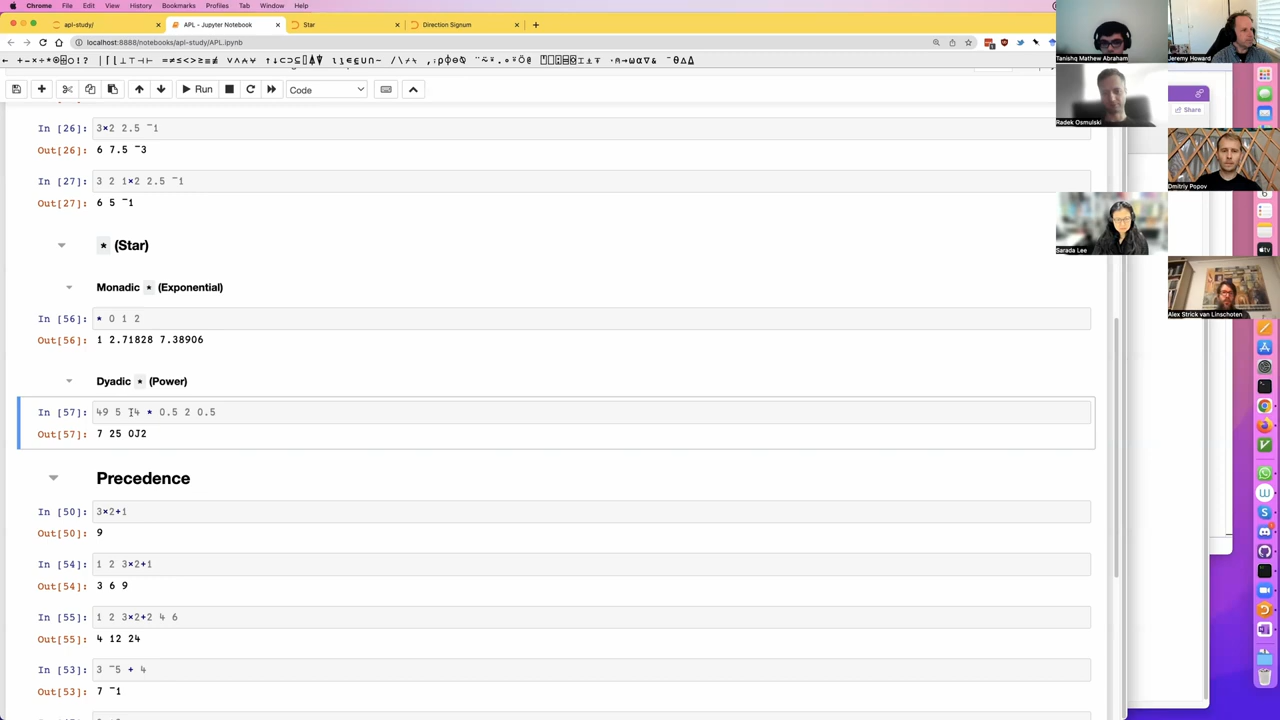 Chrome File Edit View History Bookmarks Profiles Tab Window Help
apl-study/ × APL - Jupyter Notebook × Star × Direction Signum × +
localhost:8888/notebooks/apl-study/APL.ipynb
Run Code
In [26]: 3×2 2.5 ¯1
Out[26]: 6 7.5 ¯3
In [27]: 3 2 1×2 2.5 ¯1
Out[27]: 6 5 ¯1
* (Star)
Monadic * (Exponential)
In [56]: * 0 1 2
Out[56]: 1 2.71828 7.38906
Dyadic * (Power)
In [57]: 49 5 ¯4 * 0.5 2 0.5
Out[57]: 7 25 0J2
Precedence
In [50]: 3×2+1
Out[50]: 9
In [54]: 1 2 3×2+1
Out[54]: 3 6 9
In [55]: 1 2 3×2+2 4 6
Out[55]: 4 12 24
In [53]: 3 ¯5 + 4
Out[53]: 7 ¯1
Tanishq Mathew Abraham
Jeremy Howard
Radek Osmulski
Share
Dmitriy Popov
Sarada Lee
tv
Alex Strick van Linschoten